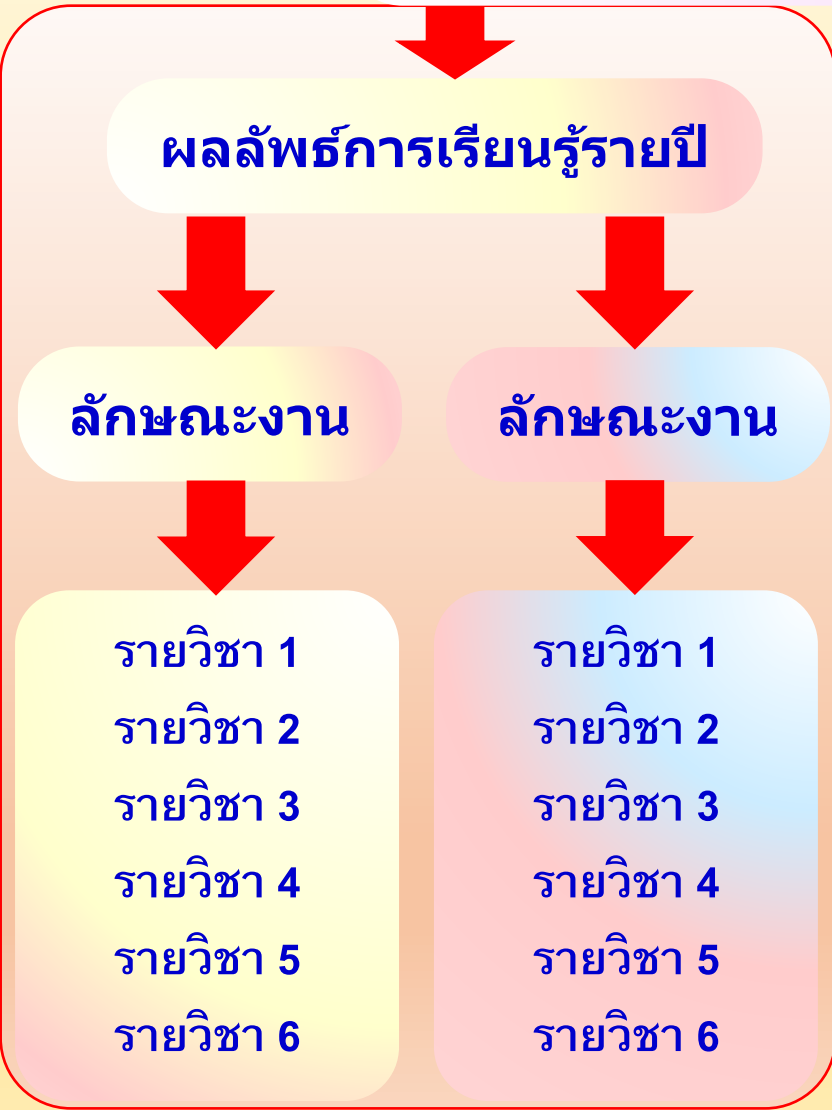 ผลลัพธ์การเรียนรู้รายปี
ลักษณะงาน
ลักษณะงาน
รายวิชา 1
รายวิชา 2
รายวิชา 3
รายวิชา 4
รายวิชา 5
รายวิชา 6
รายวิชา 1
รายวิชา 2
รายวิชา 3
รายวิชา 4
รายวิชา 5
รายวิชา 6